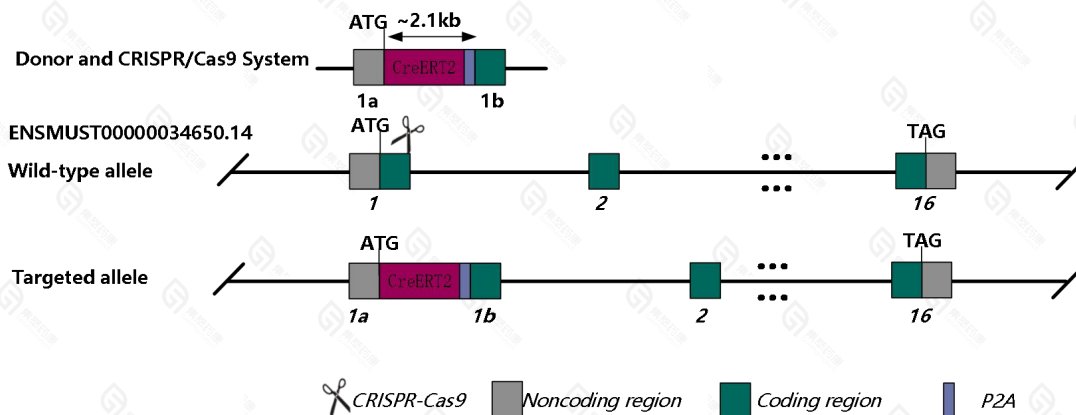 ATG
~2.1kb
Donor and CRISPR/Cas9 System
CreERT2
1a
1b
ENSMUST00000034650.14
ATG
TAG
Wild-type allele
1
2
16
ATG
TAG
Targeted allele
CreERT2
1a
1b
2
16
CRISPR-Cas9
Noncoding region
Coding region
P2A